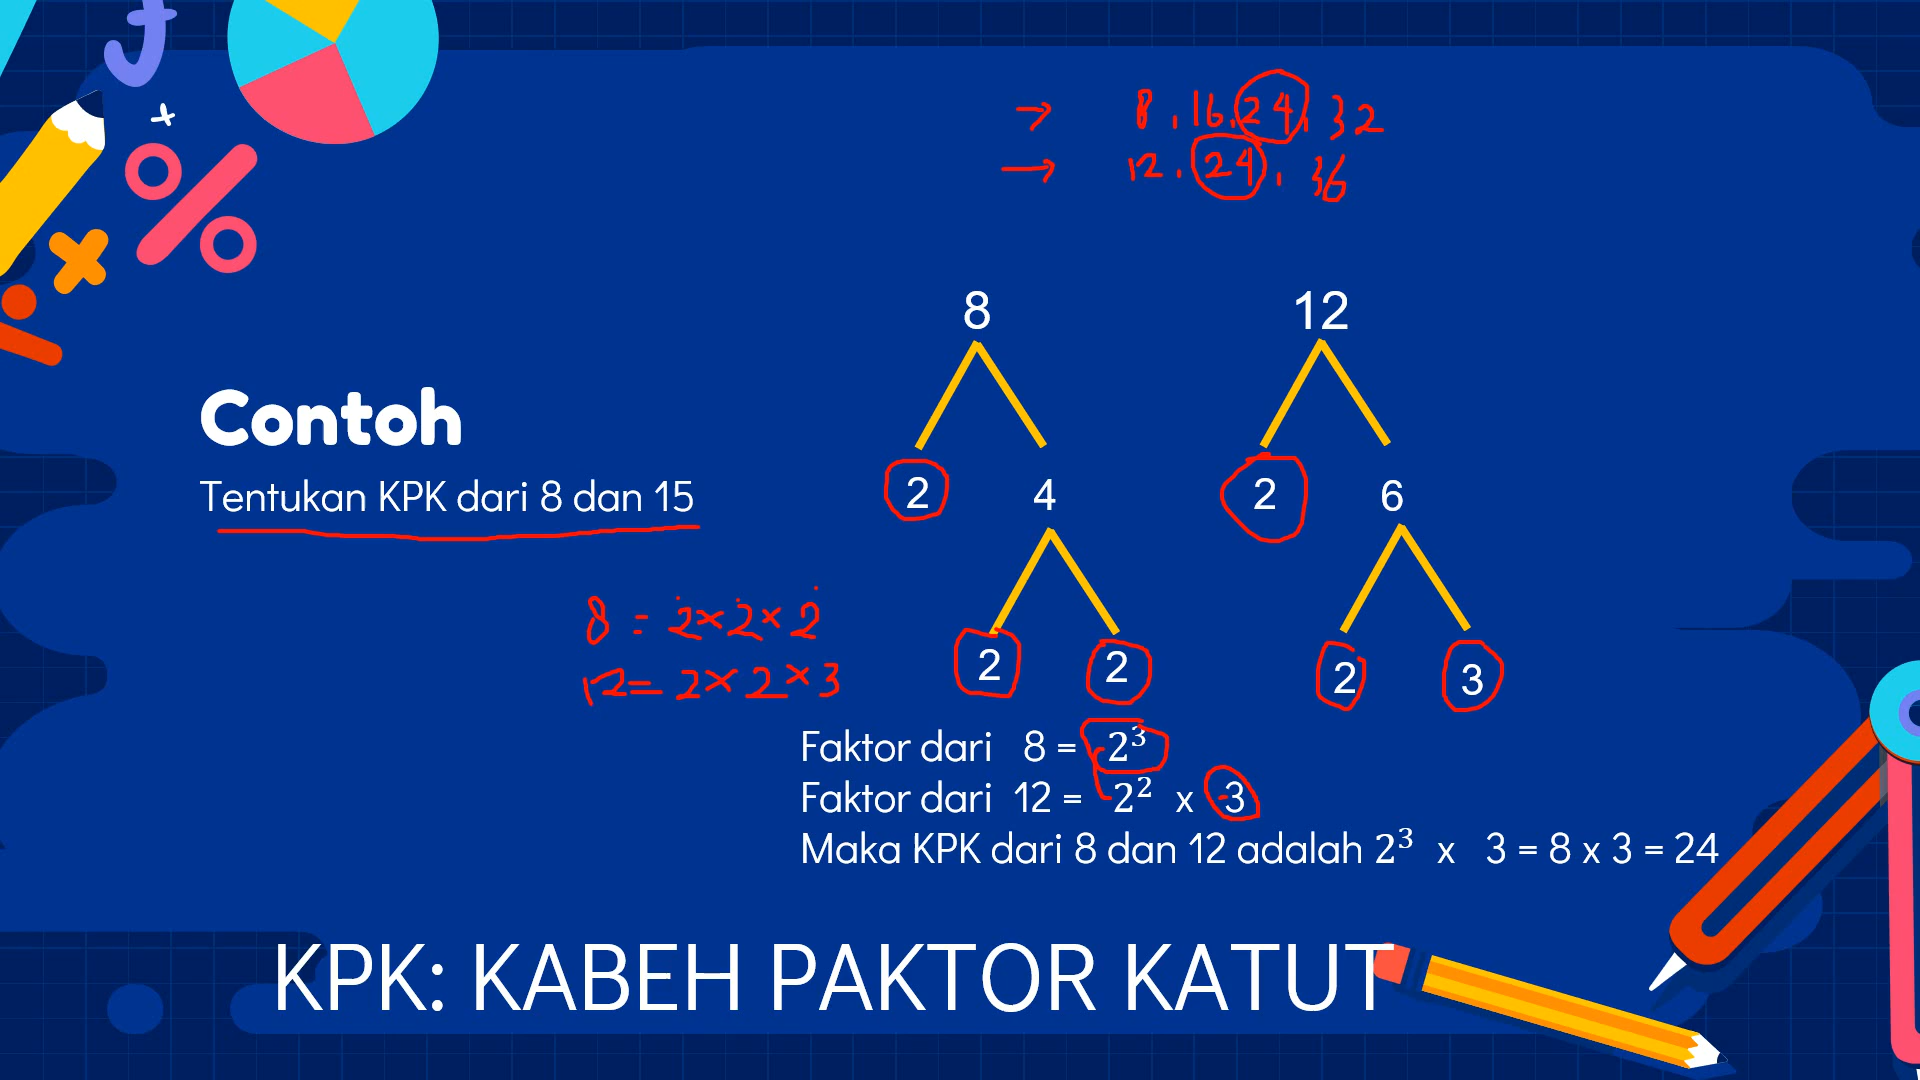 8 , 16 , 24 , 32
12 , 24 , 36
8 12
Contoh
Tentukan KPK dari 8 dan 15
2 4 2 6
8 = 2 x 2 x 2
12 = 2 x 2 x 3
2 2 2 3
Faktor dari 8 = 2³
Faktor dari 12 = 2² x 3
Maka KPK dari 8 dan 12 adalah 2³ x 3 = 8 x 3 = 24
KPK: KABEH PAKTOR KATUT